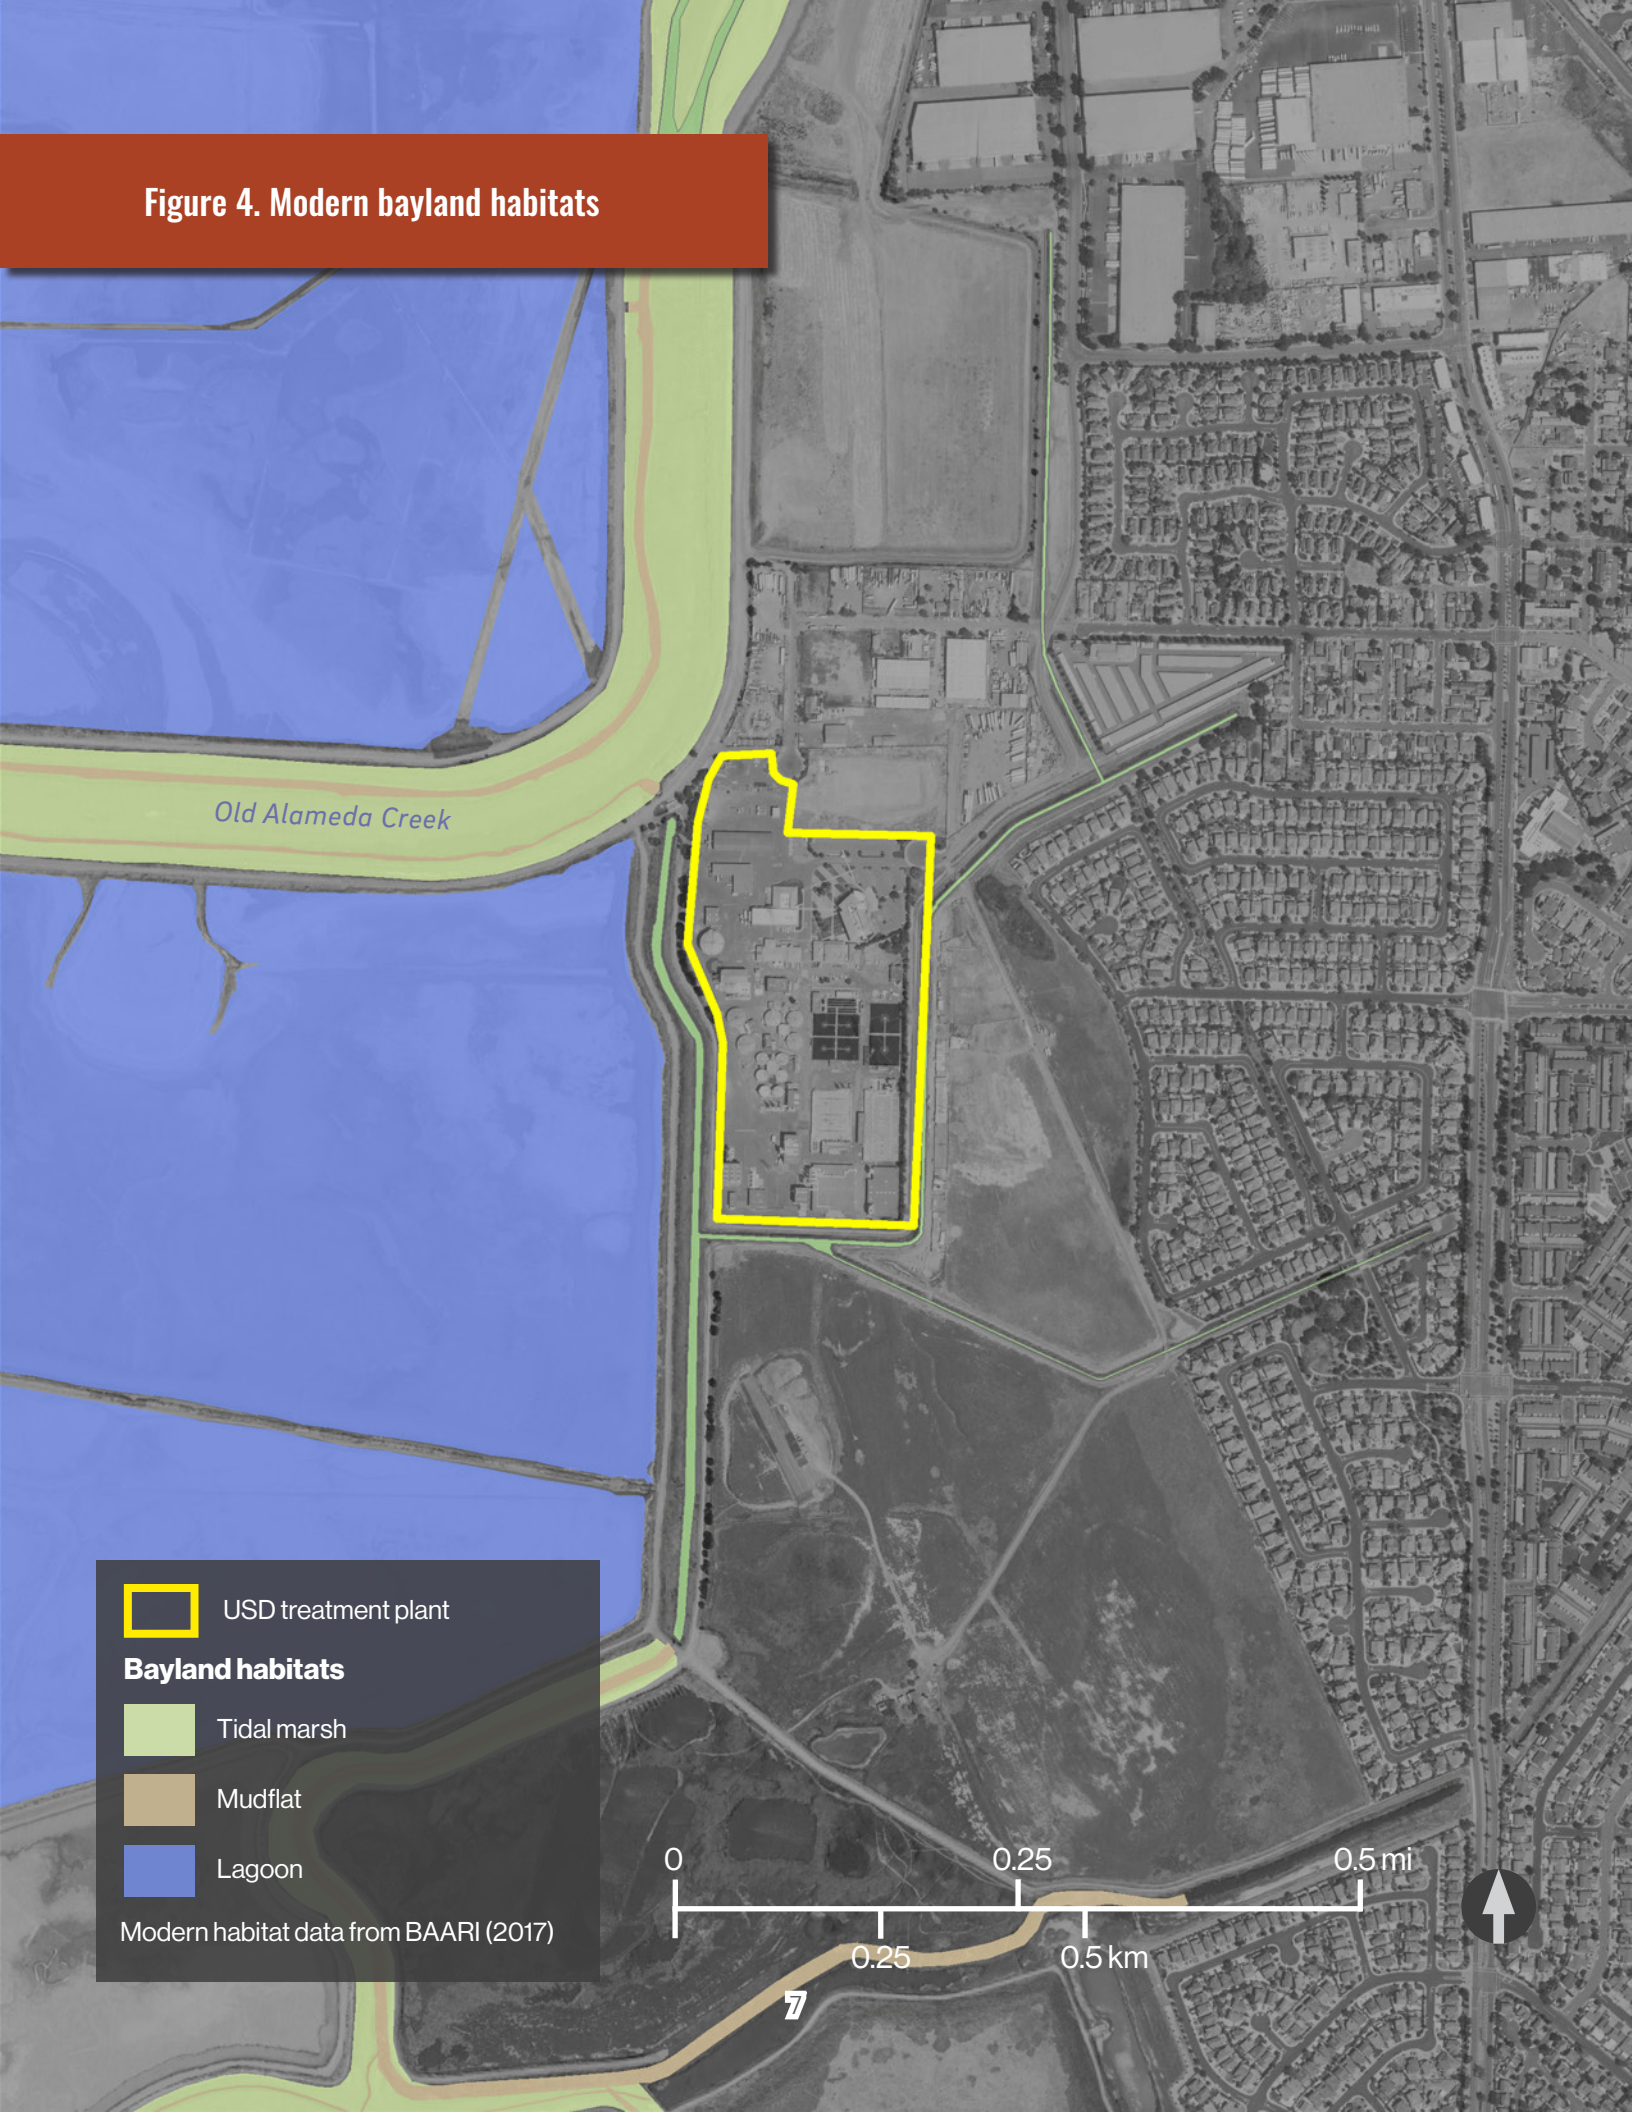 Figure 4. Modern bayland habitats
Old Alameda Creek
USD treatment plant
Bayland habitats
Tidal marsh
Mudflat
Lagoon
Modern habitat data from BAARI (2017)
0 0.25 0.5 mi
0.25 0.5 km
7